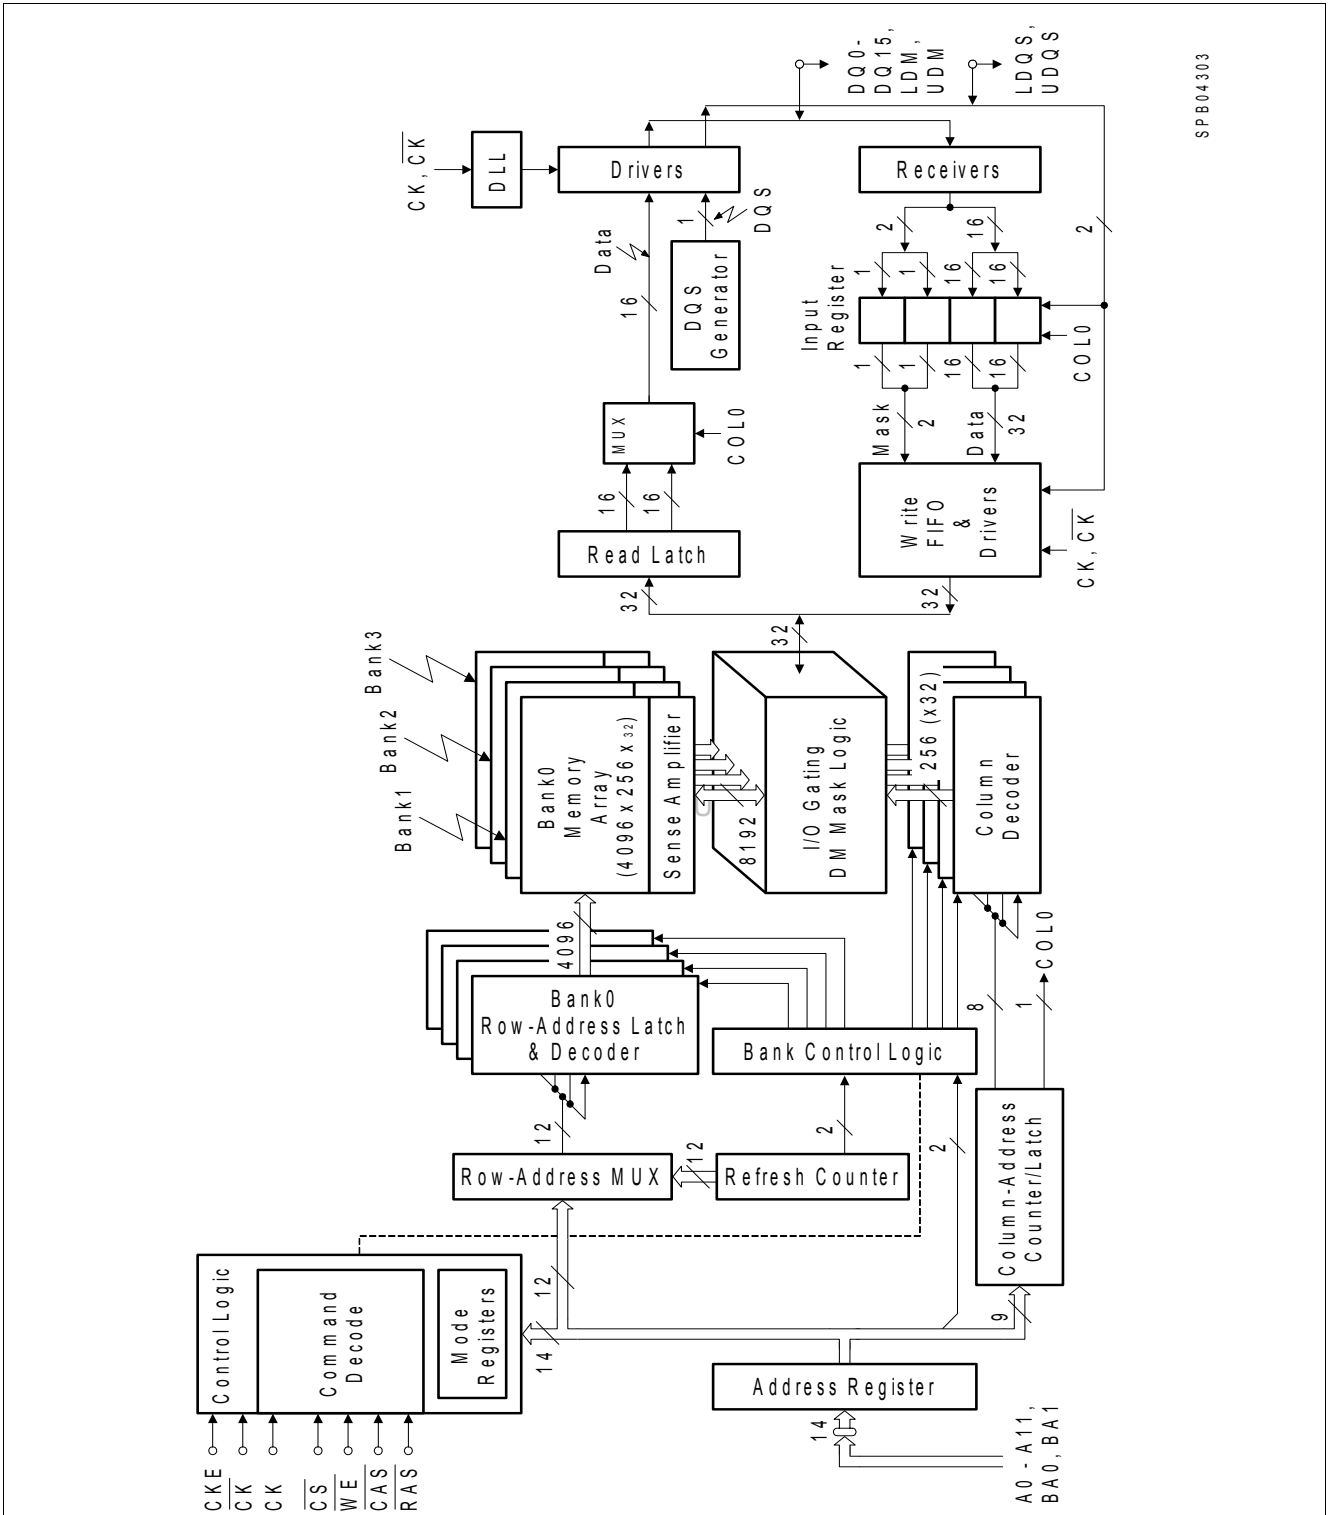 CKE
CK
CK
CS
WE
CAS
RAS
Control Logic
Command
Decode
Mode
Registers
14
12
A0 - A11,
BA0, BA1
14
Address Register
9
2
Row-Address MUX
12
Refresh Counter
2
12
Column-Address
Counter/Latch
Bank0
Row-Address Latch
& Decoder
Bank Control Logic
8
1
COL0
4096
Bank1
Bank2
Bank3
Bank0
Memory
Array
(4096 x 256 x 32)
Sense Amplifier
8192
I/O Gating
DM Mask Logic
256 (x32)
Column
Decoder
32
32
32
Read Latch
16
16
MUX
COL0
Write
FIFO
&
Drivers
CK, CK
Mask
2
Data
32
1
1
16
16
Input
Register
COL0
1
1
16
16
2
16
2
16
Data
DQS
Generator
1
DQS
CK, CK
DLL
Drivers
Receivers
DQ0-
DQ15,
LDM,
UDM
LDQS,
UDQS
SPB04303